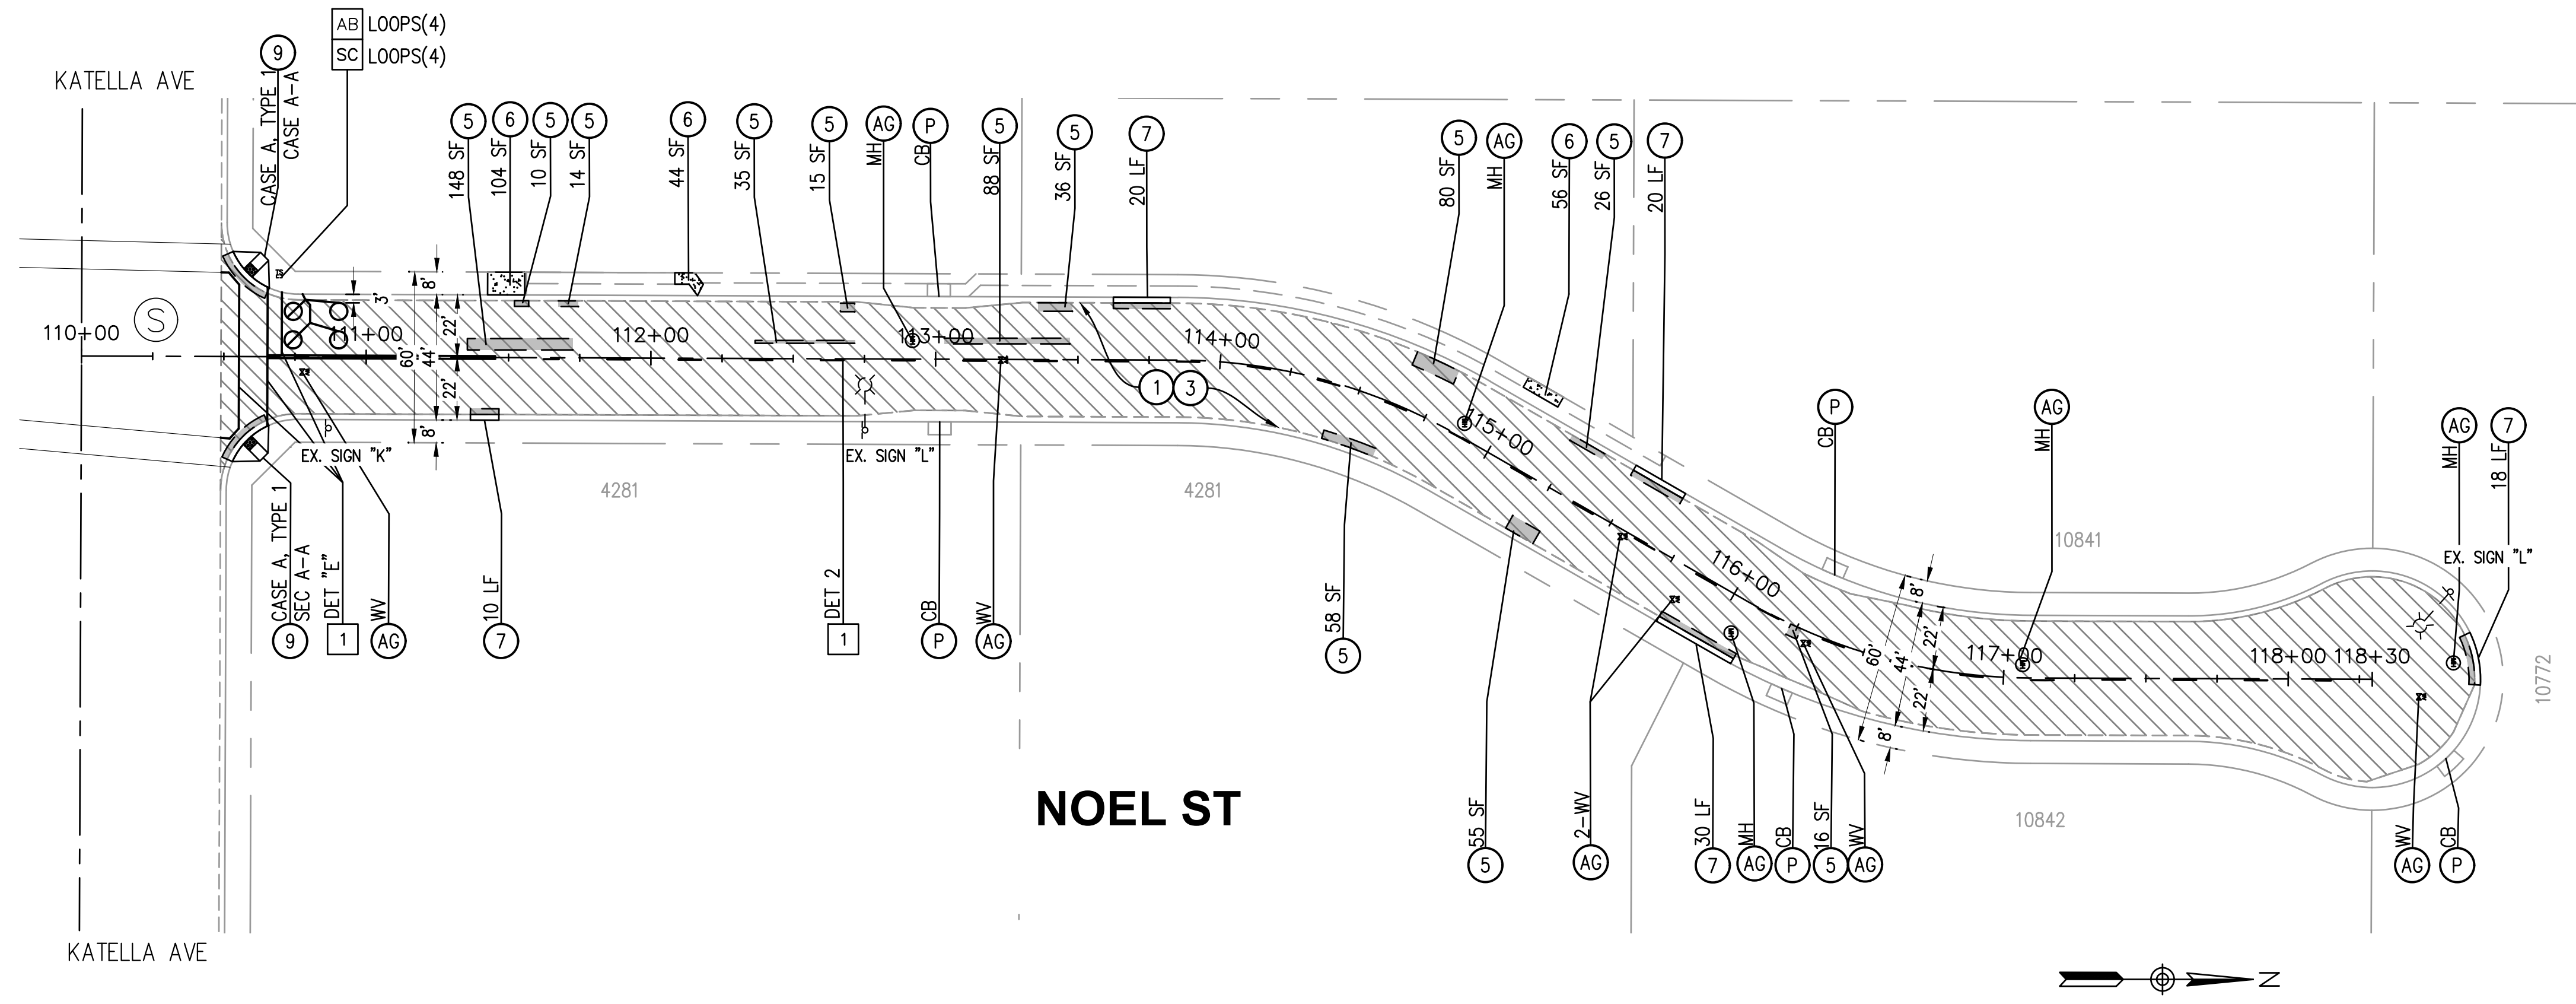 AB LOOPS(4)
SC LOOPS(4)
KATELLA AVE
9
CASE A, TYPE 1
CASE A-A
5
148 SF
6
104 SF
5
10 SF
5
14 SF
6
44 SF
5
35 SF
5
15 SF
AG
MH
P
CB
5
88 SF
5
36 SF
7
20 LF
5
80 SF
AG
MH
6
56 SF
5
26 SF
7
20 LF
S
110+00
111+00
112+00
113+00
114+00
115+00
116+00
117+00
118+00
118+30
3'
8'
22'
60'
44'
22'
8'
1
3
EX. SIGN "K"
EX. SIGN "L"
4281
4281
P
CB
AG
MH
10841
8'
60'
44'
22'
22'
8'
AG
MH
7
18 LF
EX. SIGN "L"
10772
CASE A, TYPE 1
SEC A-A
9
DET "E"
1
WV
AG
10 LF
7
DET 2
1
CB
P
WV
AG
58 SF
5
55 SF
5
2-WV
AG
30 LF
7
MH
AG
CB
P
16 SF
5
WV
AG
10842
WV
AG
CB
P
NOEL ST
KATELLA AVE
N